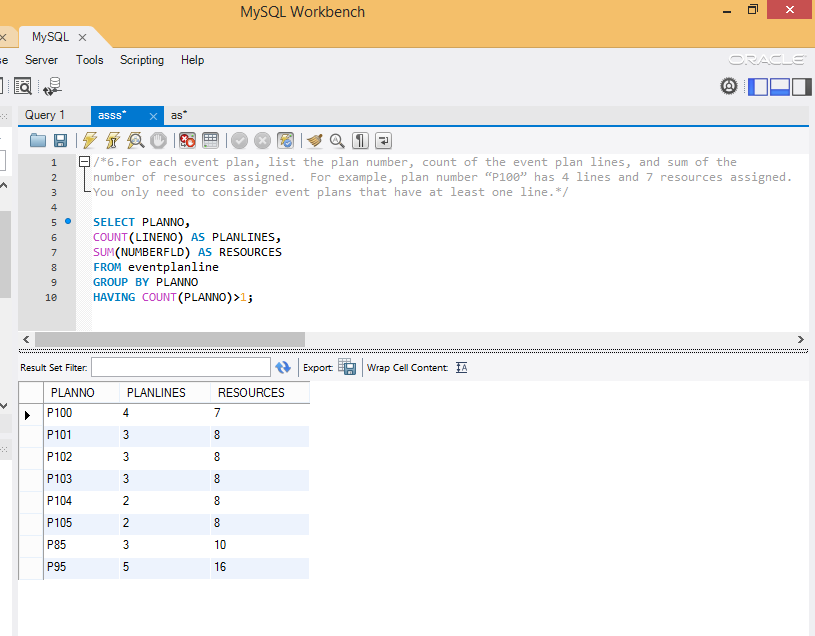 MySQL Workbench
MySQL
Server Tools Scripting Help
ORACLE
Query 1 asss* as*
1 /*6.For each event plan, list the plan number, count of the event plan lines, and sum of the
2 number of resources assigned.  For example, plan number “P100” has 4 lines and 7 resources assigned.
3 You only need to consider event plans that have at least one line.*/
4
5 SELECT PLANNO,
6 COUNT(LINENO) AS PLANLINES,
7 SUM(NUMBERFLD) AS RESOURCES
8 FROM eventplanline
9 GROUP BY PLANNO
10 HAVING COUNT(PLANNO)>1;
Result Set Filter: Export: Wrap Cell Content: IA
PLANNO PLANLINES RESOURCES
P100 4 7
P101 3 8
P102 3 8
P103 3 8
P104 2 8
P105 2 8
P85 3 10
P95 5 16